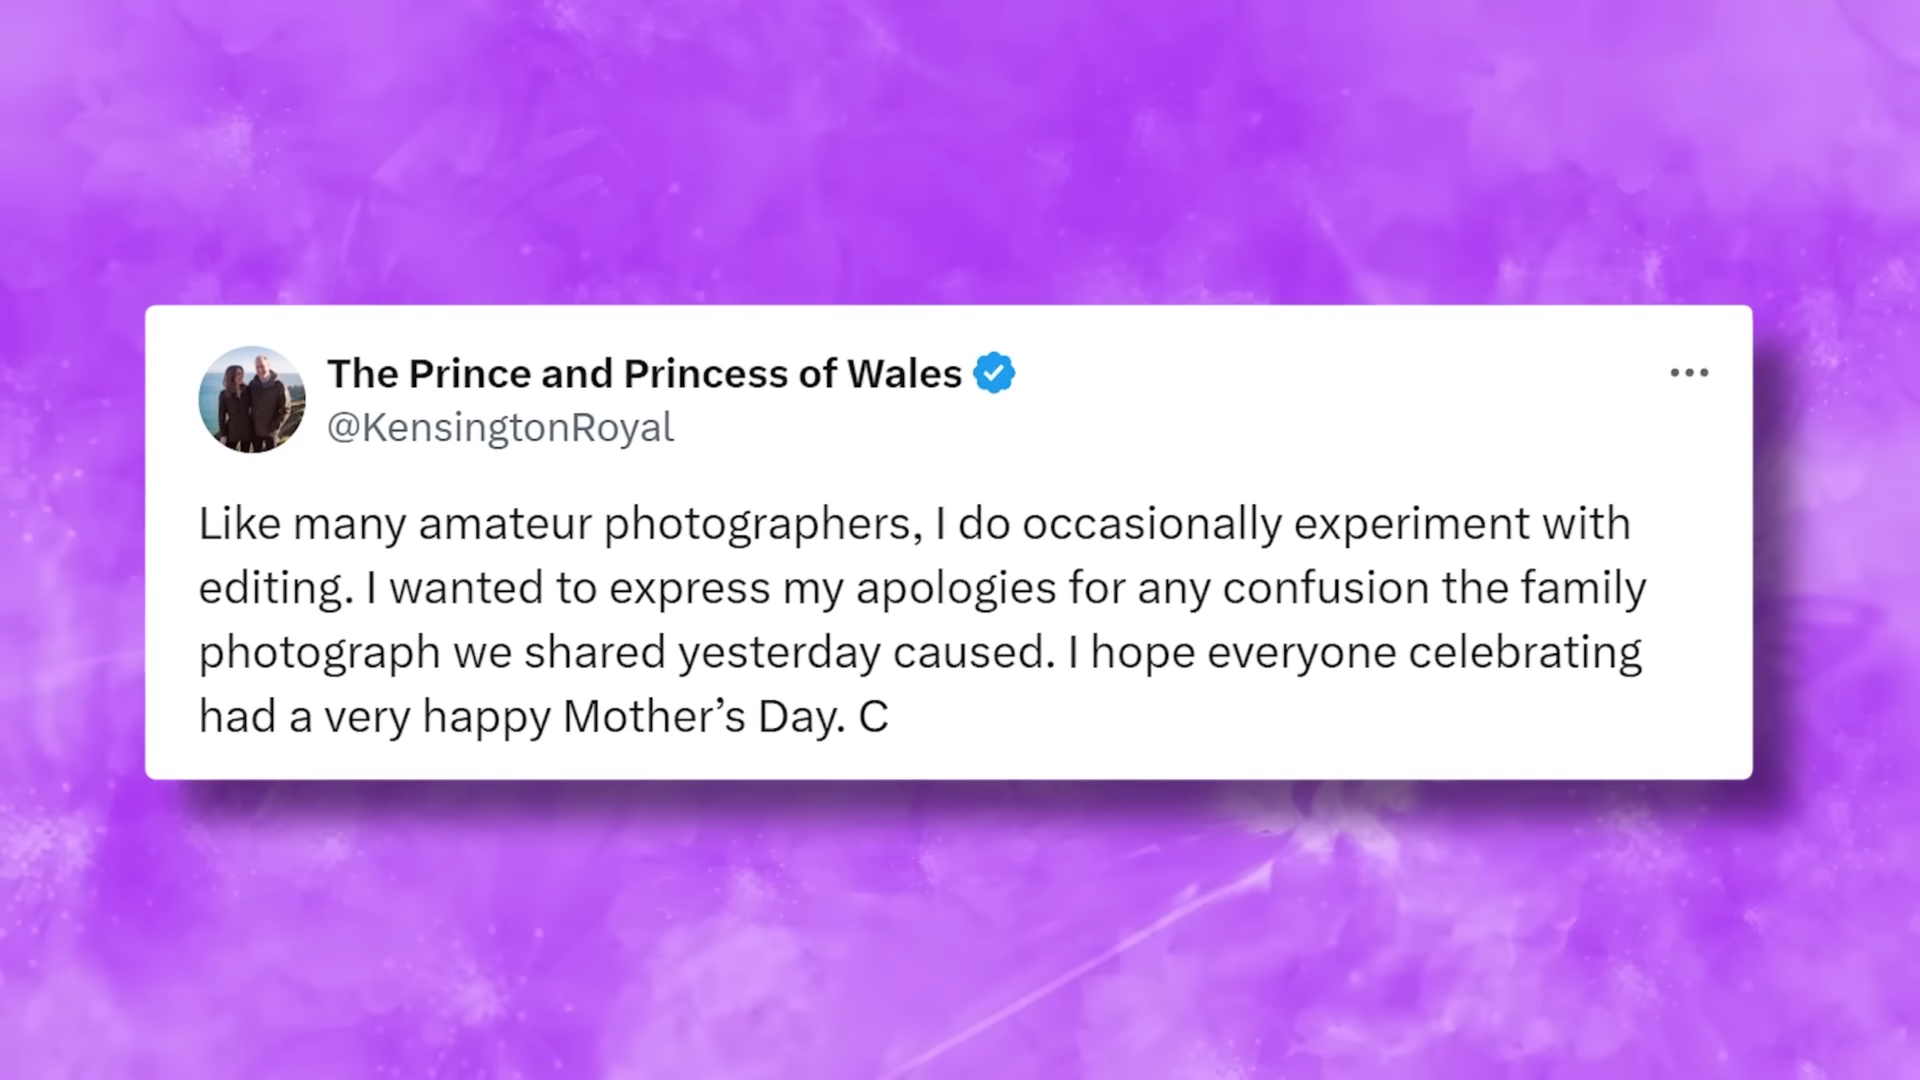 The Prince and Princess of Wales
@KensingtonRoyal
Like many amateur photographers, I do occasionally experiment with
editing. I wanted to express my apologies for any confusion the family
photograph we shared yesterday caused. I hope everyone celebrating
had a very happy Mother’s Day. C